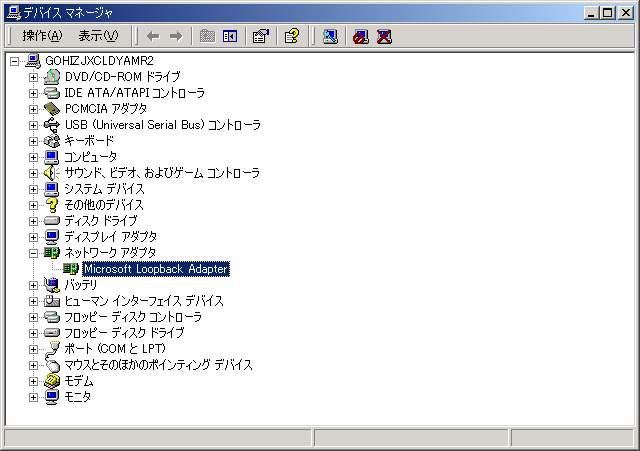 デバイス マネージャ
操作(A) 表示(V)
GOHIZJXCLDYAMR2
DVD/CD-ROM ドライブ
IDE ATA/ATAPI コントローラ
PCMCIA アダプタ
USB (Universal Serial Bus) コントローラ
キーボード
コンピュータ
サウンド、ビデオ、およびゲーム コントローラ
システム デバイス
その他のデバイス
ディスク ドライブ
ディスプレイ アダプタ
ネットワーク アダプタ
Microsoft Loopback Adapter
バッテリ
ヒューマン インターフェイス デバイス
フロッピー ディスク コントローラ
フロッピー ディスク ドライブ
ポート (COM と LPT)
マウスとそのほかのポインティング デバイス
モデム
モニタ